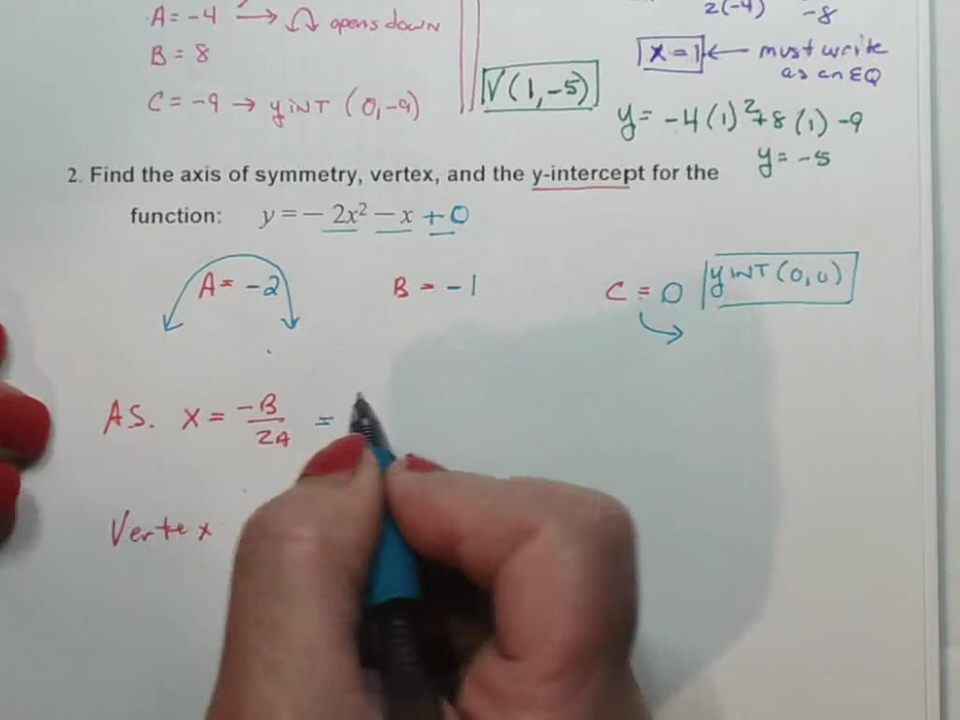 A = -4 → ↷ opens down
B = 8
C = -9 → y INT (0,-9)
V(1,-5)
2(-4) -8
x = 1 ← must write
as an EQ
y = -4(1)²+8(1)-9
y = -5
2. Find the axis of symmetry, vertex, and the y-intercept for the
function: y = – 2x² – x + 0
A = -2 B = -1 C = 0 y INT (0,0)
AS. X = -B/2A =
Vertex